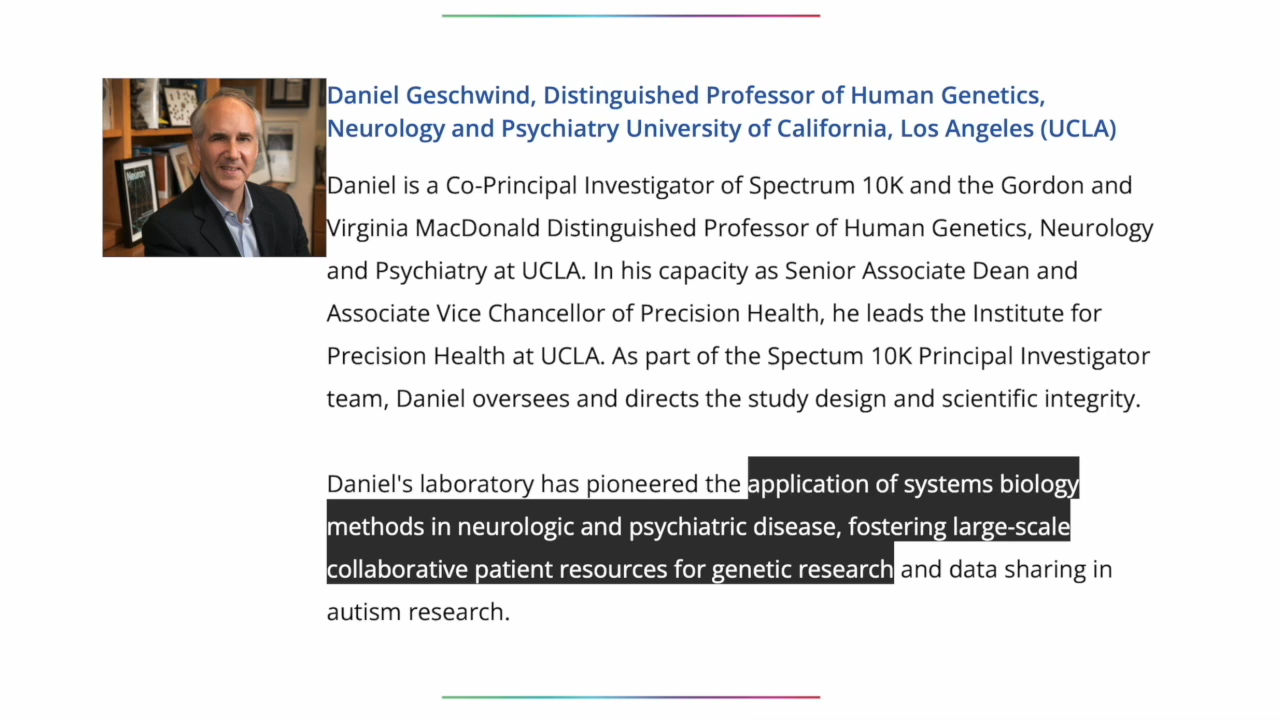 Daniel Geschwind, Distinguished Professor of Human Genetics,
Neurology and Psychiatry University of California, Los Angeles (UCLA)
Neuron
Daniel is a Co-Principal Investigator of Spectrum 10K and the Gordon and
Virginia MacDonald Distinguished Professor of Human Genetics, Neurology
and Psychiatry at UCLA. In his capacity as Senior Associate Dean and
Associate Vice Chancellor of Precision Health, he leads the Institute for
Precision Health at UCLA. As part of the Spectum 10K Principal Investigator
team, Daniel oversees and directs the study design and scientific integrity.
Daniel's laboratory has pioneered the application of systems biology
methods in neurologic and psychiatric disease, fostering large-scale
collaborative patient resources for genetic research and data sharing in
autism research.